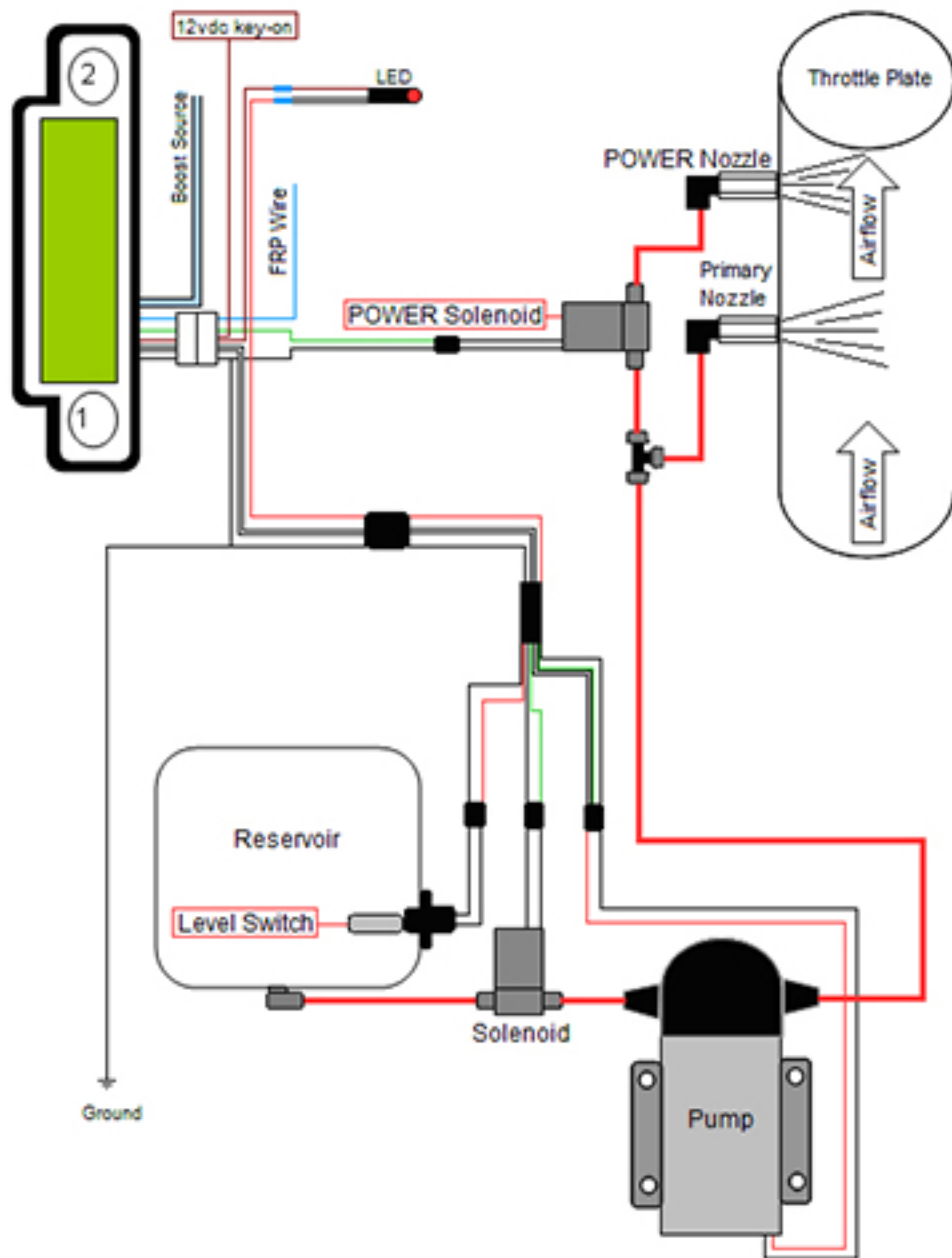 12vdc key-on
2
LED
Throttle Plate
Boost Source
POWER Nozzle
FRP Wire
Airflow
Primary
Nozzle
POWER Solenoid
1
Airflow
Reservoir
Level Switch
Solenoid
Ground
Pump